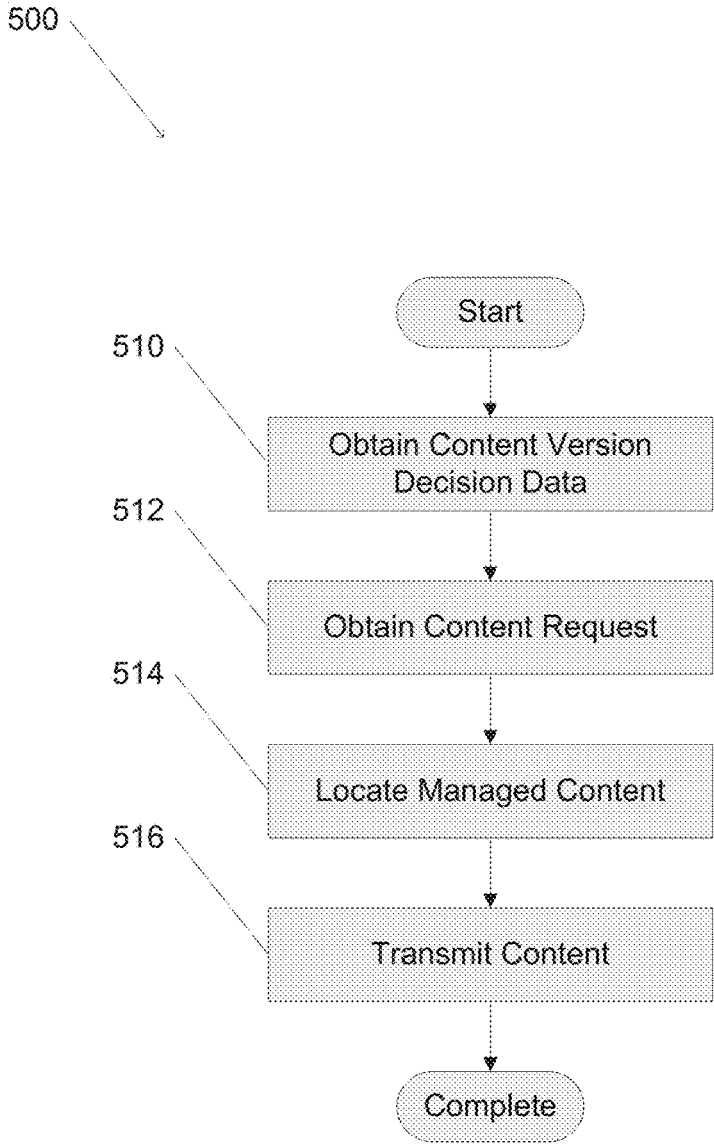 500
Start
510
Obtain Content Version
Decision Data
512
Obtain Content Request
514
Locate Managed Content
516
Transmit Content
Complete